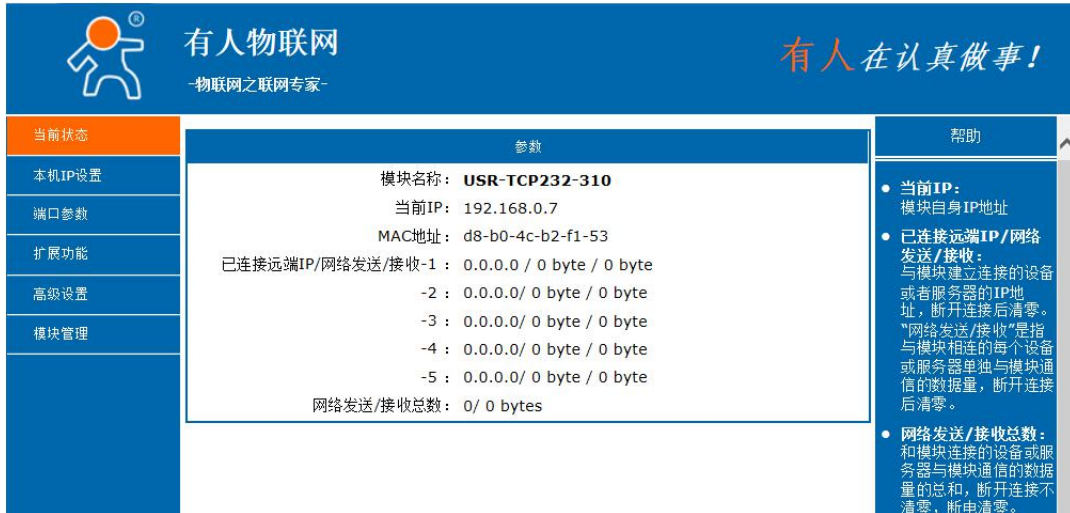 ®
有人物联网
-物联网之联网专家-
有人在认真做事!
当前状态
本机IP设置
端口参数
扩展功能
高级设置
模块管理
参数
模块名称: USR-TCP232-310
当前IP: 192.168.0.7
MAC地址: d8-b0-4c-b2-f1-53
已连接远端IP/网络发送/接收-1 : 0.0.0.0 / 0 byte / 0 byte
-2 : 0.0.0.0/ 0 byte / 0 byte
-3 : 0.0.0.0/ 0 byte / 0 byte
-4 : 0.0.0.0/ 0 byte / 0 byte
-5 : 0.0.0.0/ 0 byte / 0 byte
网络发送/接收总数: 0/ 0 bytes
帮助
• 当前IP:
模块自身IP地址
• 已连接远端IP/网络
发送/接收:
与模块建立连接的设备
或者服务器的IP地
址，断开连接后清零。
“网络发送/接收”是指
与模块相连的每个设备
或服务器单独与模块通
信的数据量，断开连接
后清零。
• 网络发送/接收总数:
和模块连接的设备或服
务器与模块通信的数据
量的总和，断开连接不
清零，断电清零。